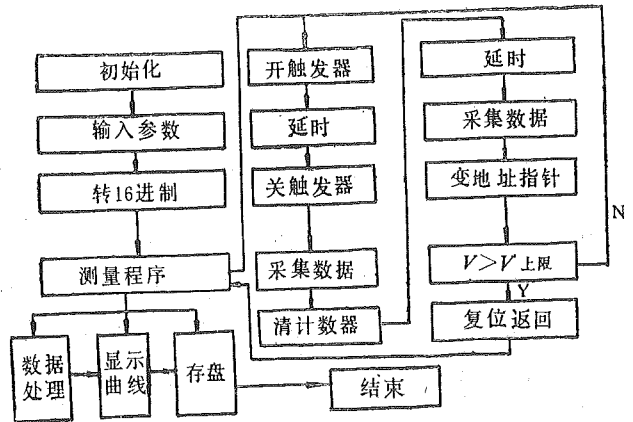 初始化
输入参数
转16进制
测量程序
数据
处理
显示
曲线
存盘
结束
开触发器
延时
关触发器
采集数据
清计数器
延时
采集数据
变地址指针
V>V上限
N
Y
复位返回